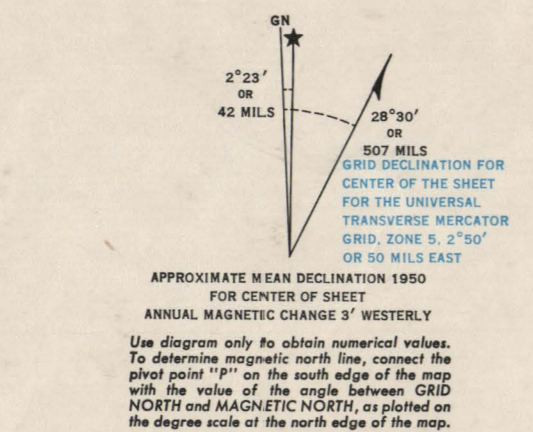 GN
2°23′
OR
42 MILS
28°30′
OR
507 MILS
GRID DECLINATION FOR
CENTER OF THE SHEET
FOR THE UNIVERSAL
TRANSVERSE MERCATOR
GRID, ZONE 5, 2°50′
OR 50 MILS EAST
APPROXIMATE MEAN DECLINATION 1950
FOR CENTER OF SHEET
ANNUAL MAGNETIC CHANGE 3′ WESTERLY
Use diagram only to obtain numerical values.
To determine magnetic north line, connect the
pivot point "P" on the south edge of the map
with the value of the angle between GRID
NORTH and MAGNETIC NORTH, as plotted on
the degree scale at the north edge of the map.